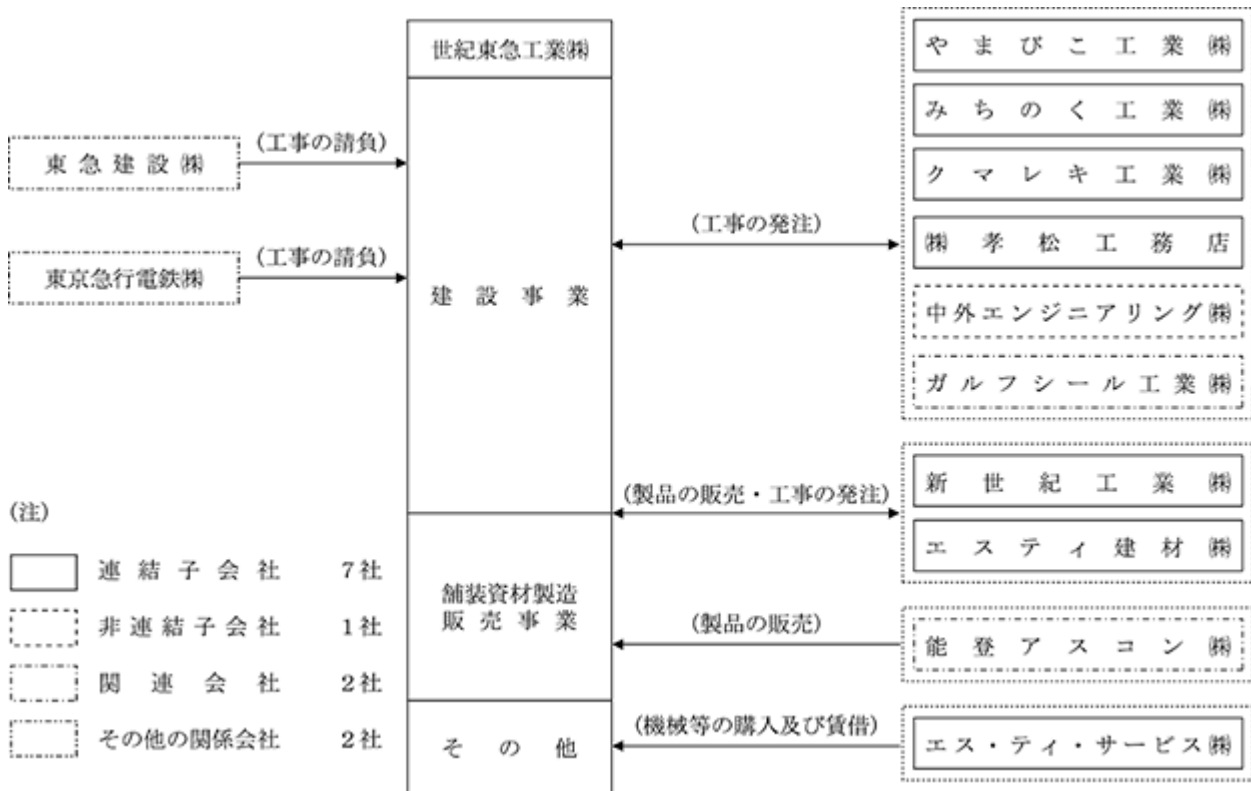 世紀東急工業㈱
東急建設㈱
(工事の請負)
東京急行電鉄㈱
(工事の請負)
建設事業
(工事の発注)
やまびこ工業㈱
みちのく工業㈱
クマレキ工業㈱
㈱孝松工務店
中外エンジニアリング㈱
ガルフシール工業㈱
(製品の販売・工事の発注)
新世紀工業㈱
エスティ建材㈱
舗装資材製造
販売事業
(製品の販売)
能登アスコン㈱
その他
(機械等の購入及び賃借)
エス・ティ・サービス㈱
(注)
連結子会社 7社
非連結子会社 1社
関連会社 2社
その他の関係会社 2社